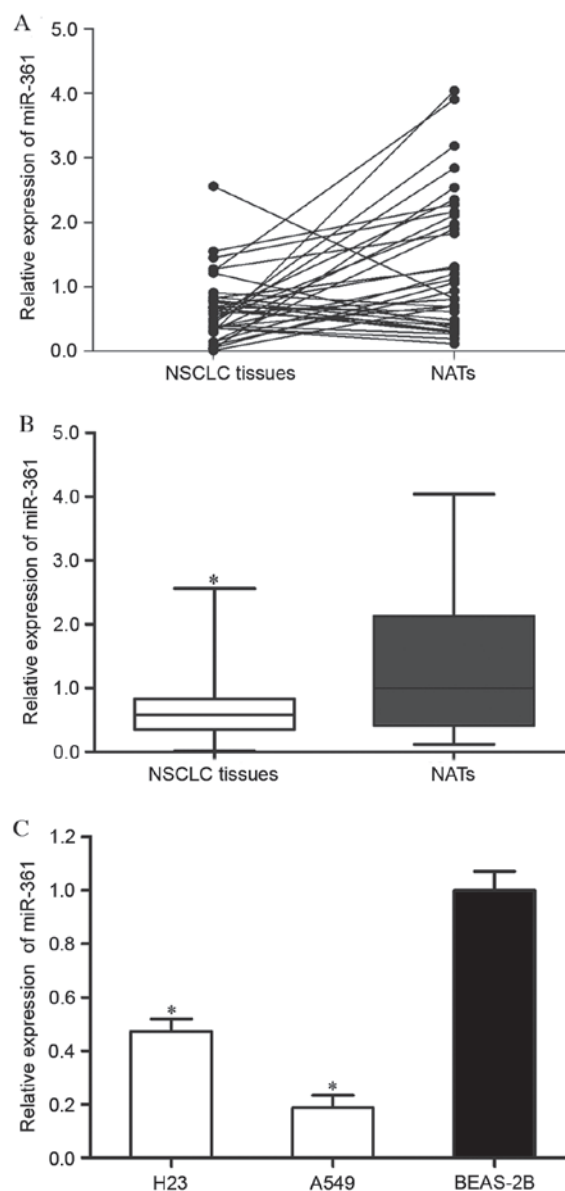 A
Relative expression of miR-361
5.0
4.0
3.0
2.0
1.0
0.0
NSCLC tissues NATs
B
Relative expression of miR-361
5.0
4.0
3.0
2.0
1.0
0.0
*
NSCLC tissues NATs
C
Relative expression of miR-361
1.2
1.0
0.8
0.6
0.4
0.2
0.0
*
*
H23 A549 BEAS-2B